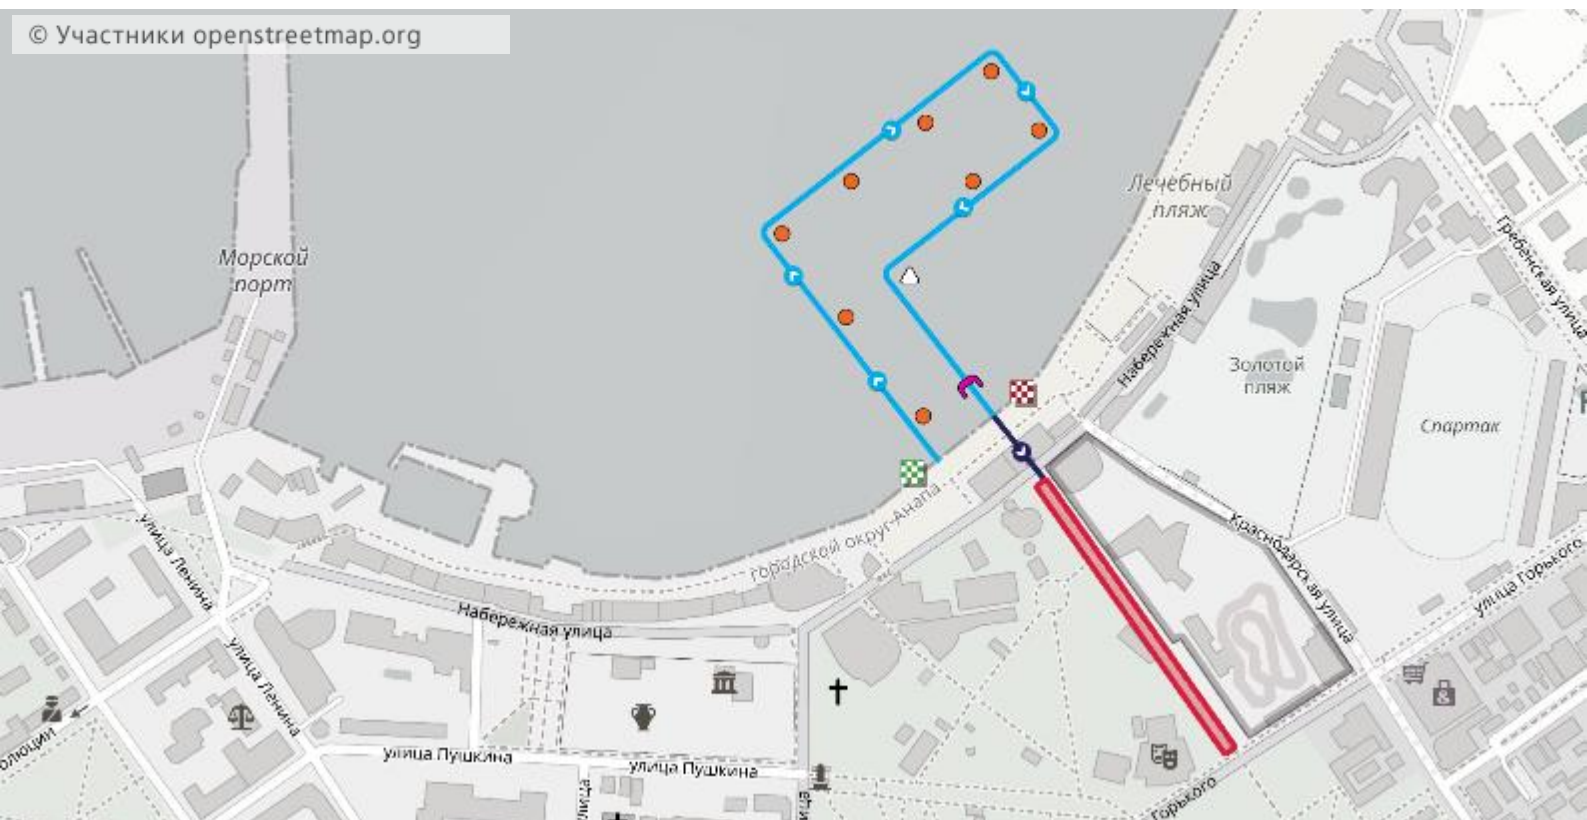 © Участники openstreetmap.org
Лечебный
пляж
Морской
порт
Гребенская улица
Набережная улица
Золотой
пляж
Спартак
городской округ Анапа
Краснодарская улица
улица Горького
улица Ленина
Набережная улица
улица Ленина
олюции
улица Пушкина
улица Пушкина
Горького